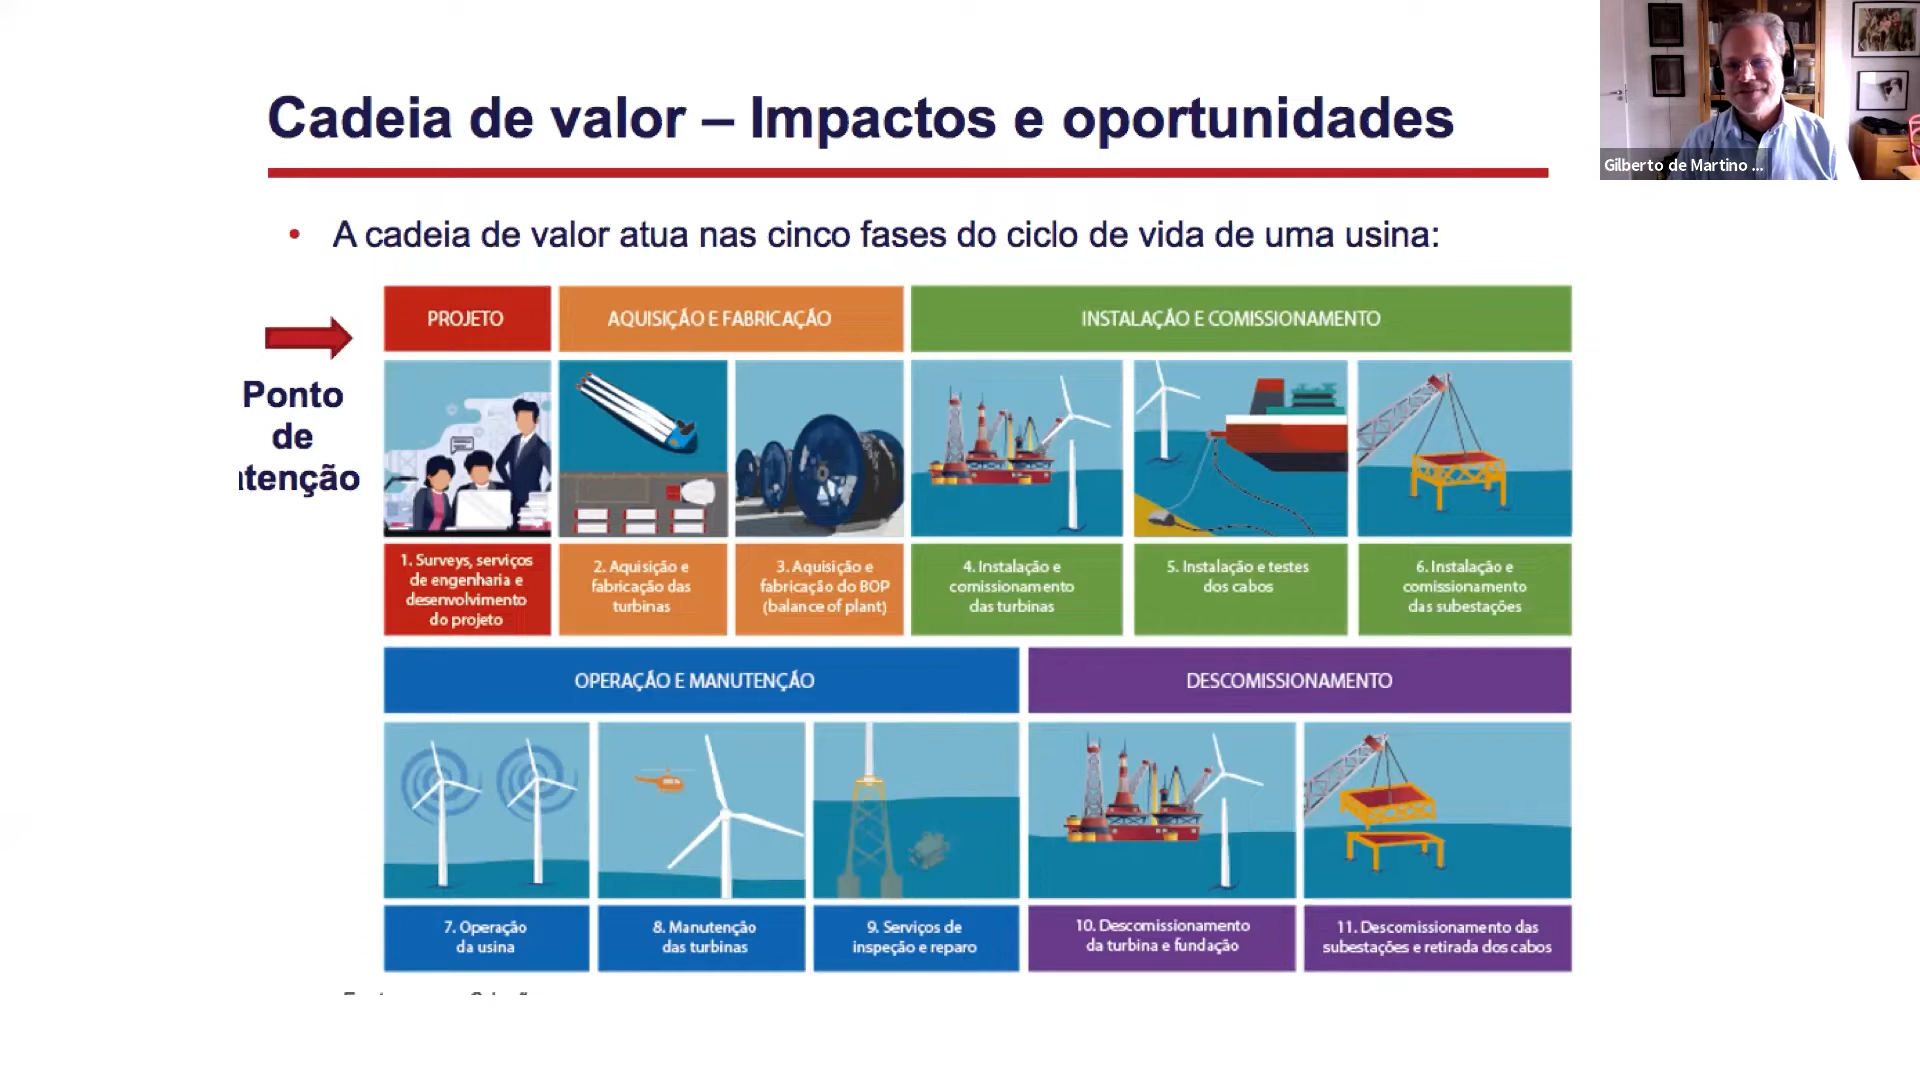 Cadeia de valor – Impactos e oportunidades
Gilberto de Martino ...
• A cadeia de valor atua nas cinco fases do ciclo de vida de uma usina:
Ponto
de
tenção
PROJETO
AQUISIÇÃO E FABRICAÇÃO
INSTALAÇÃO E COMISSIONAMENTO
1. Surveys, serviços
de engenharia e
desenvolvimento
do projeto
2. Aquisição e
fabricação das
turbinas
3. Aquisição e
fabricação do BOP
(balance of plant)
4. Instalação e
comissionamento
das turbinas
5. Instalação e testes
dos cabos
6. Instalação e
comissionamento
das subestações
OPERAÇÃO E MANUTENÇÃO
DESCOMISSIONAMENTO
7. Operação
da usina
8. Manutenção
das turbinas
9. Serviços de
inspeção e reparo
10. Descomissionamento
da turbina e fundação
11. Descomissionamento das
subestações e retirada dos cabos